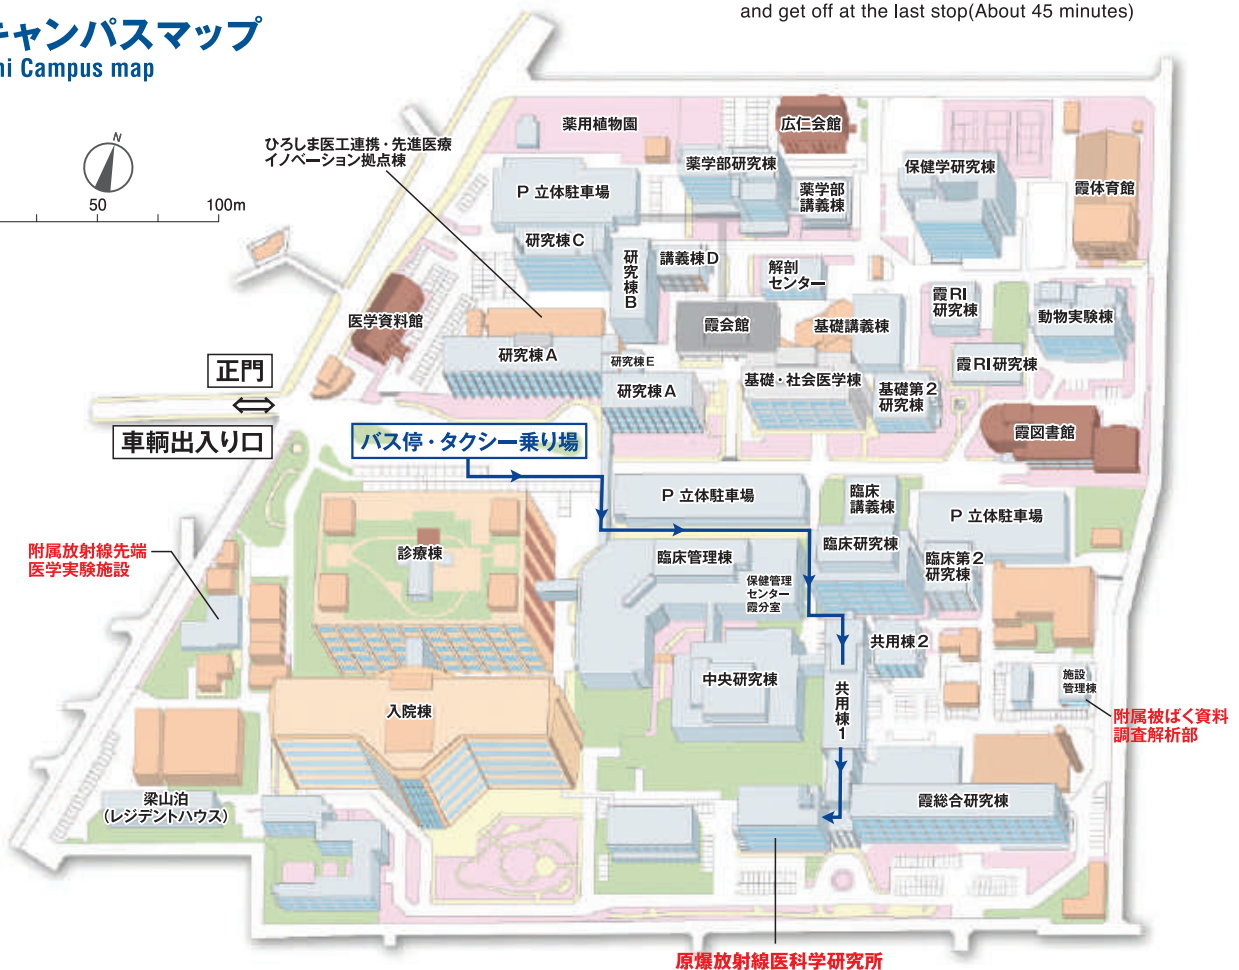 and get off at the last stop(About 45 minutes)
キャンパスマップ
ni Campus map
N
50
100m
ひろしま医工連携・先進医療
イノベーション拠点棟
薬用植物園
広仁会館
P 立体駐車場
薬学部研究棟
薬学部
講義棟
保健学研究棟
霞体育館
研究棟C
研究棟B
講義棟D
解剖
センター
霞RI
研究棟
動物実験棟
医学資料館
霞会館
基礎講義棟
研究棟A
研究棟E
霞RI研究棟
研究棟A
基礎・社会医学棟
基礎第2
研究棟
霞図書館
正門
車輌出入り口
バス停・タクシー乗り場
P 立体駐車場
臨床
講義棟
P 立体駐車場
附属放射線先端
医学実験施設
診療棟
臨床管理棟
臨床研究棟
臨床第2
研究棟
保健管理
センター
霞分室
共用棟2
中央研究棟
共用棟1
施設
管理棟
入院棟
附属被ばく資料
調査解析部
梁山泊
(レジデントハウス)
霞総合研究棟
原爆放射線医科学研究所